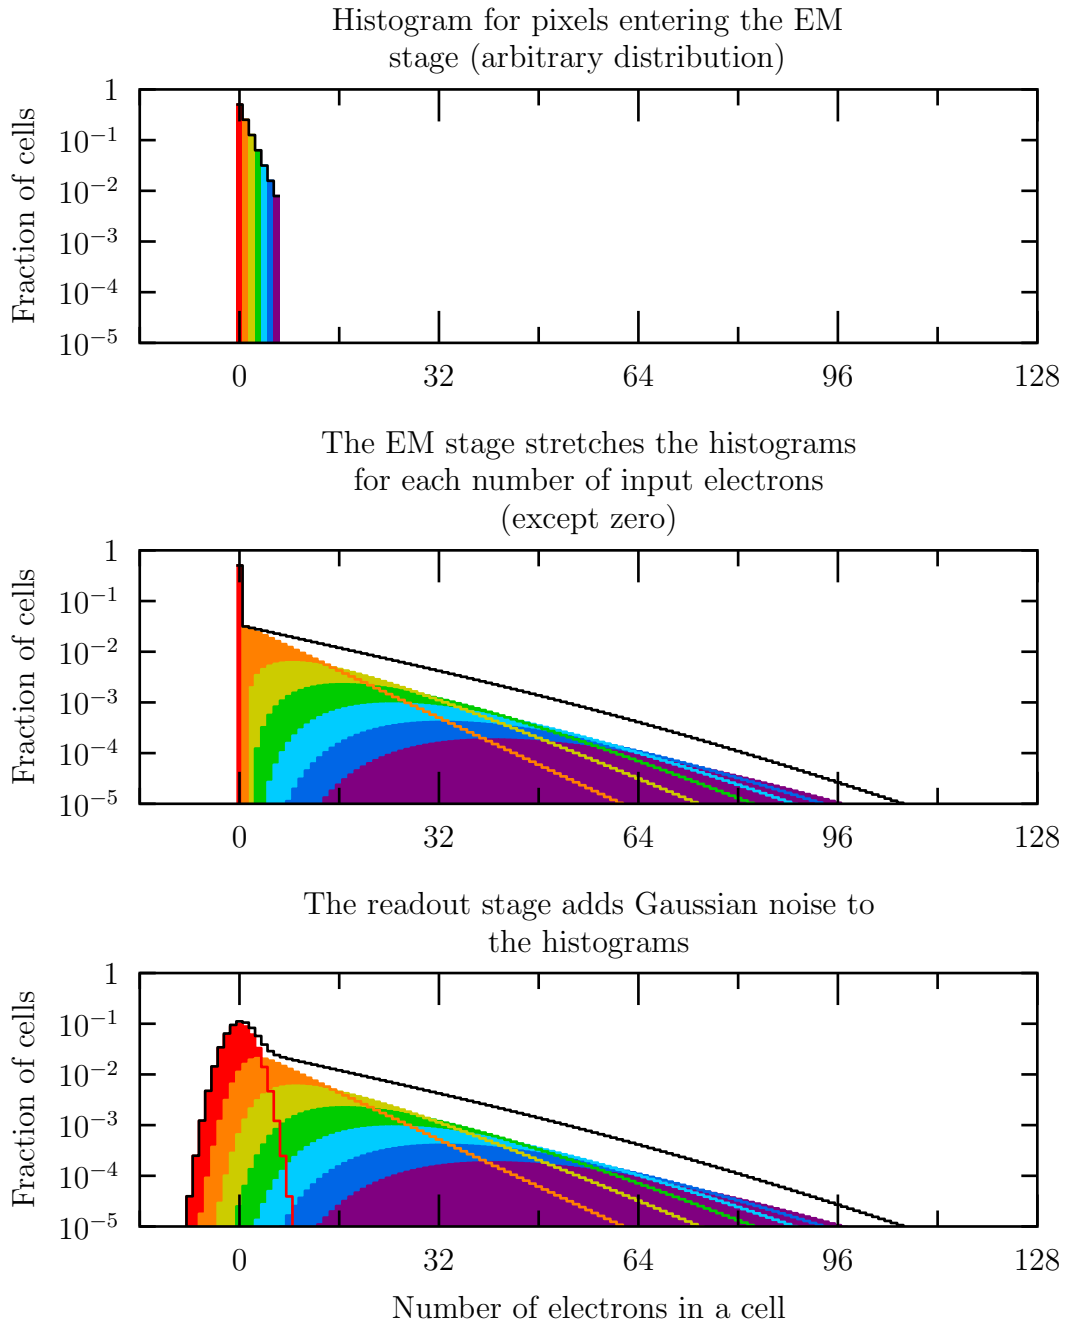 Histogram for pixels entering the EM
stage (arbitrary distribution)
Fraction of cells
1
10⁻¹
10⁻²
10⁻³
10⁻⁴
10⁻⁵
0 32 64 96 128
The EM stage stretches the histograms
for each number of input electrons
(except zero)
Fraction of cells
1
10⁻¹
10⁻²
10⁻³
10⁻⁴
10⁻⁵
0 32 64 96 128
The readout stage adds Gaussian noise to
the histograms
Fraction of cells
1
10⁻¹
10⁻²
10⁻³
10⁻⁴
10⁻⁵
0 32 64 96 128
Number of electrons in a cell